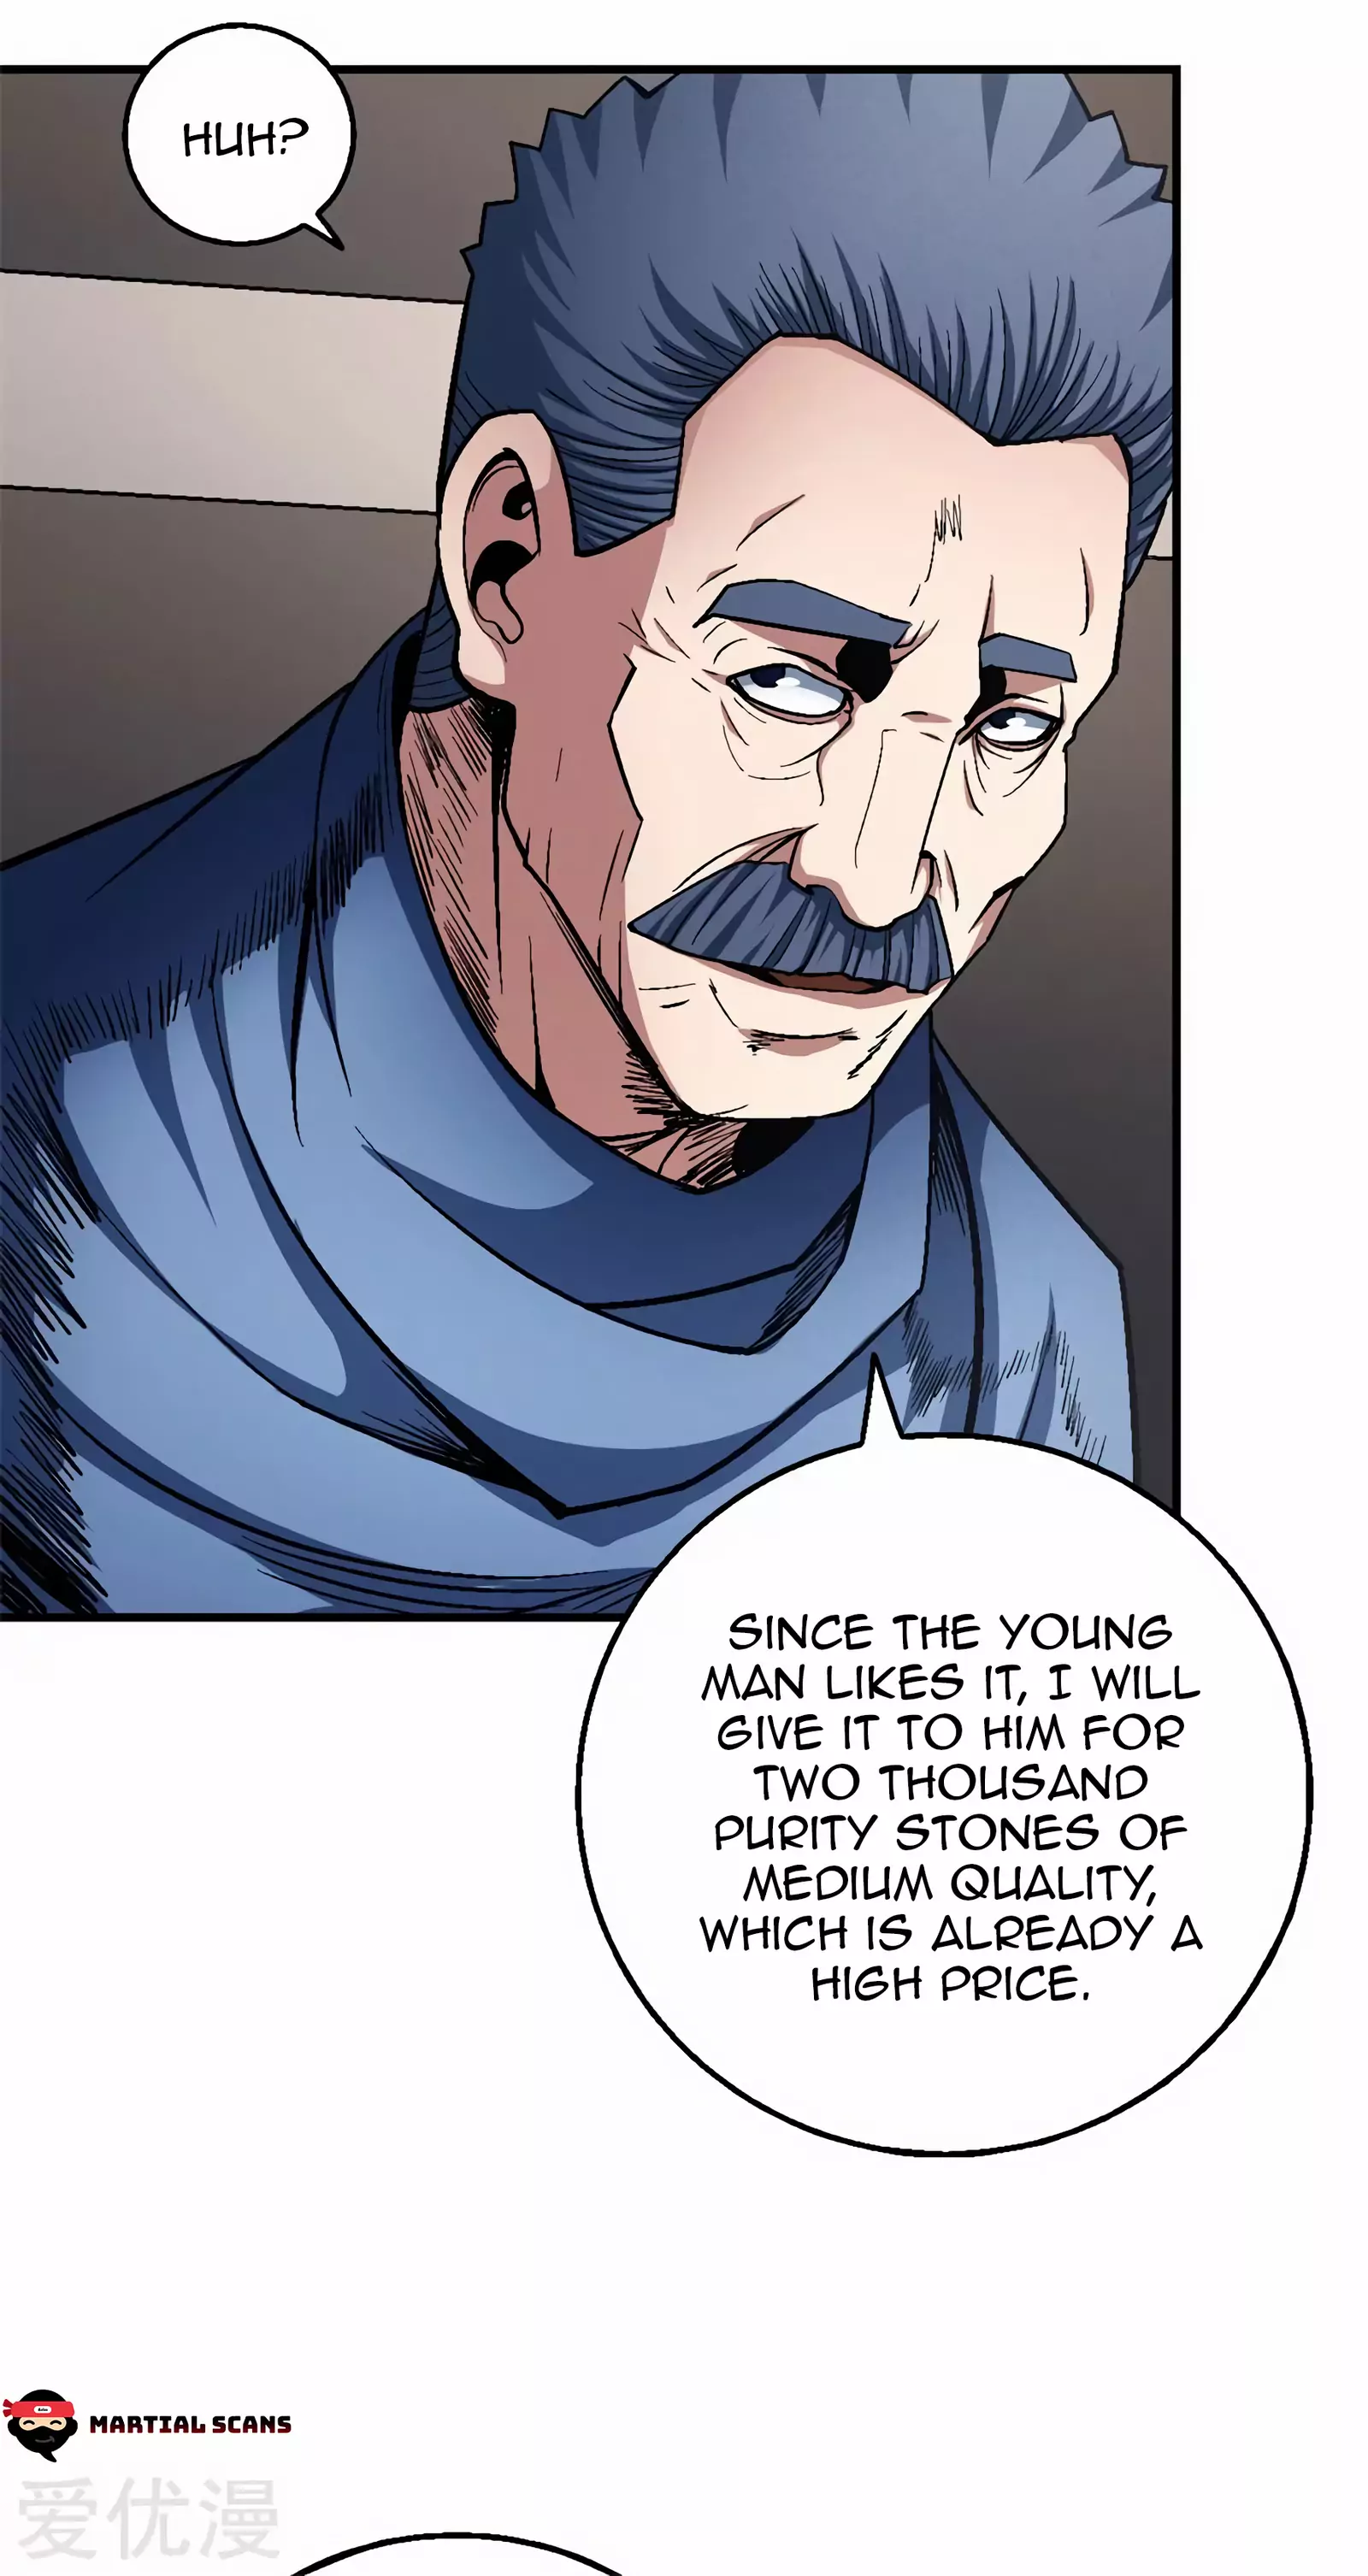 HUH?
SINCE THE YOUNG
MAN LIKES IT, I WILL
GIVE IT TO HIM FOR
TWO THOUSAND
PURITY STONES OF
MEDIUM QUALITY,
WHICH IS ALREADY A
HIGH PRICE.
MARTIAL SCANS
爱优漫